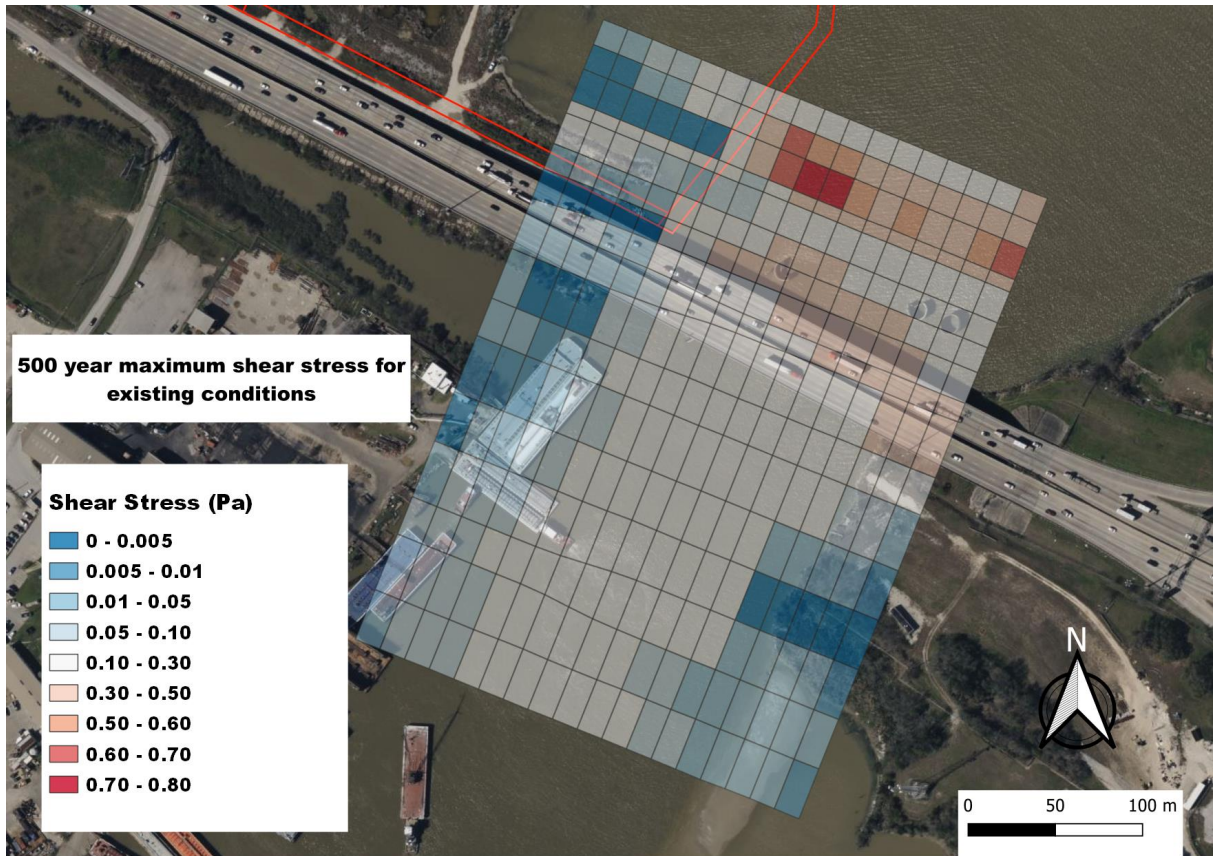 500 year maximum shear stress for
existing conditions
Shear Stress (Pa)
0 - 0.005
0.005 - 0.01
0.01 - 0.05
0.05 - 0.10
0.10 - 0.30
0.30 - 0.50
0.50 - 0.60
0.60 - 0.70
0.70 - 0.80
N
0 50 100 m